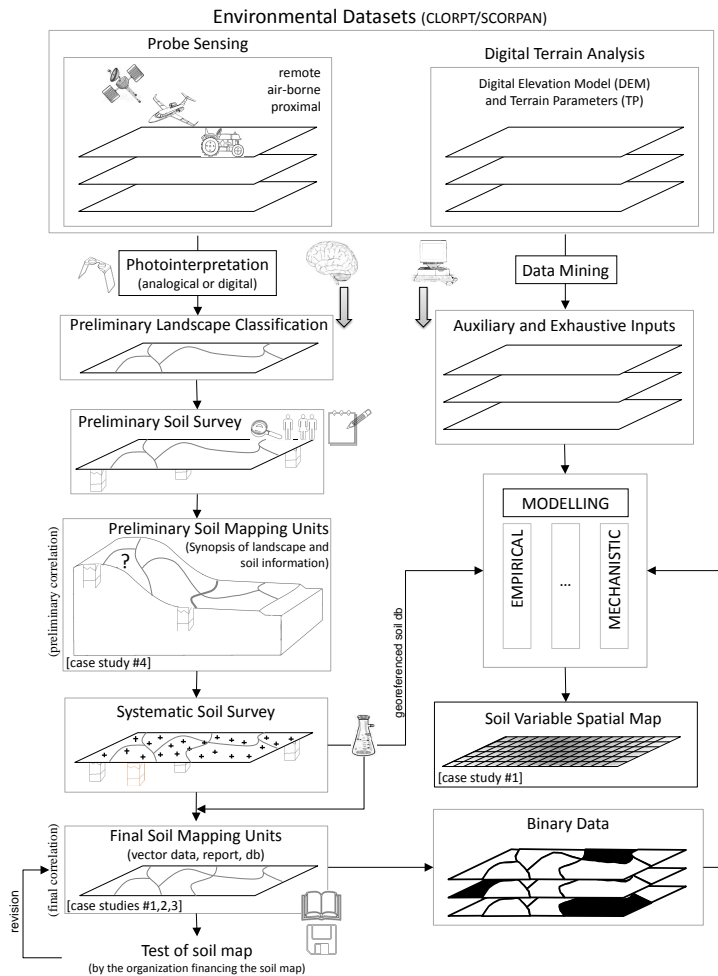 Environmental Datasets (CLORPT/SCORPAN)
Probe Sensing
remote
air-borne
proximal
Digital Terrain Analysis
Digital Elevation Model (DEM)
and Terrain Parameters (TP)
Photointerpretation
(analogical or digital)
Data Mining
Preliminary Landscape Classification
Auxiliary and Exhaustive Inputs
Preliminary Soil Survey
MODELLING
EMPIRICAL
...
MECHANISTIC
(preliminary correlation)
Preliminary Soil Mapping Units
(Synopsis of landscape and
soil information)
?
[case study #4]
georeferenced soil db
Systematic Soil Survey
Soil Variable Spatial Map
[case study #1]
(final correlation)
Final Soil Mapping Units
(vector data, report, db)
[case studies #1,2,3]
Binary Data
revision
Test of soil map
(by the organization financing the soil map)